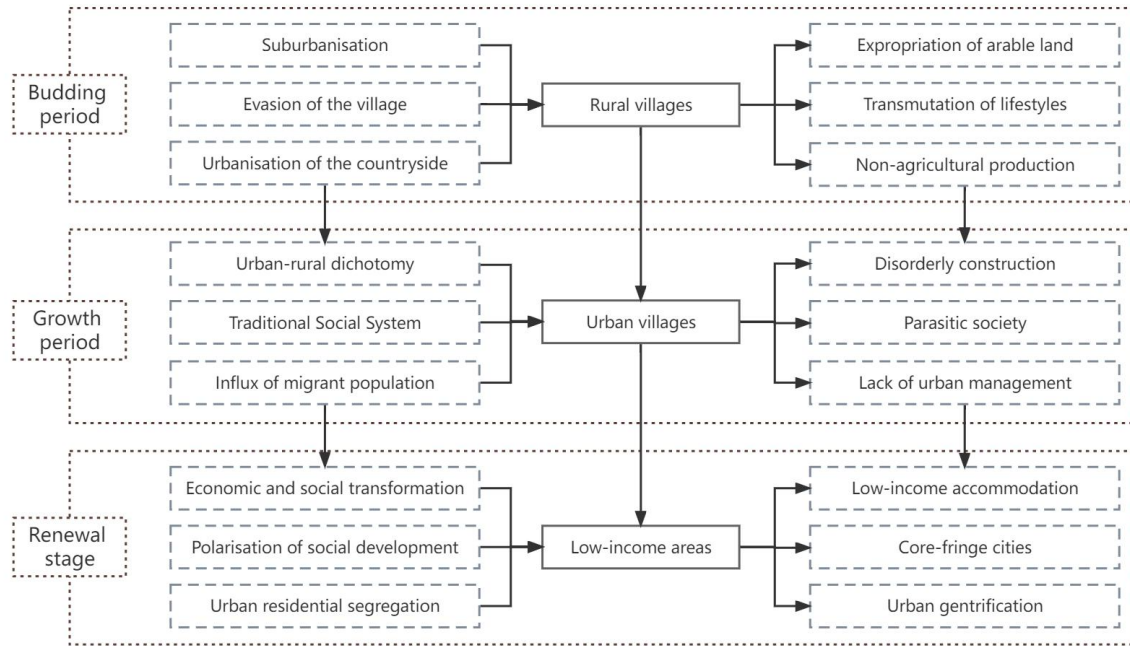 Budding
period
Suburbanisation
Evasion of the village
Urbanisation of the countryside
Rural villages
Expropriation of arable land
Transmutation of lifestyles
Non-agricultural production
Growth
period
Urban-rural dichotomy
Traditional Social System
Influx of migrant population
Urban villages
Disorderly construction
Parasitic society
Lack of urban management
Renewal
stage
Economic and social transformation
Polarisation of social development
Urban residential segregation
Low-income areas
Low-income accommodation
Core-fringe cities
Urban gentrification